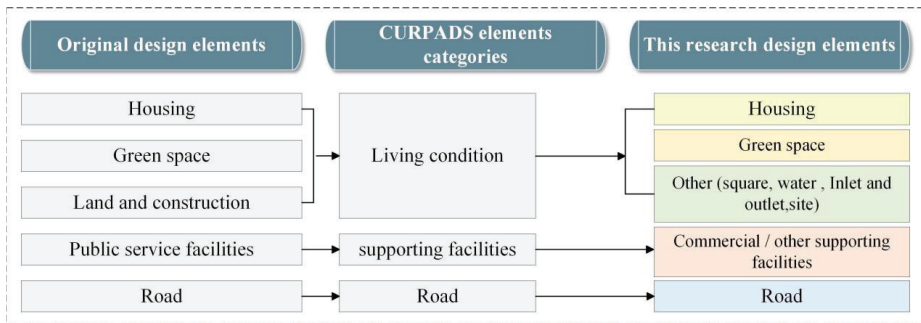 Original design elements
CURPADS elements
categories
This research design elements
Housing
Green space
Land and construction
Public service facilities
Road
Living condition
supporting facilities
Road
Housing
Green space
Other (square, water , Inlet and
outlet,site)
Commercial / other supporting
facilities
Road